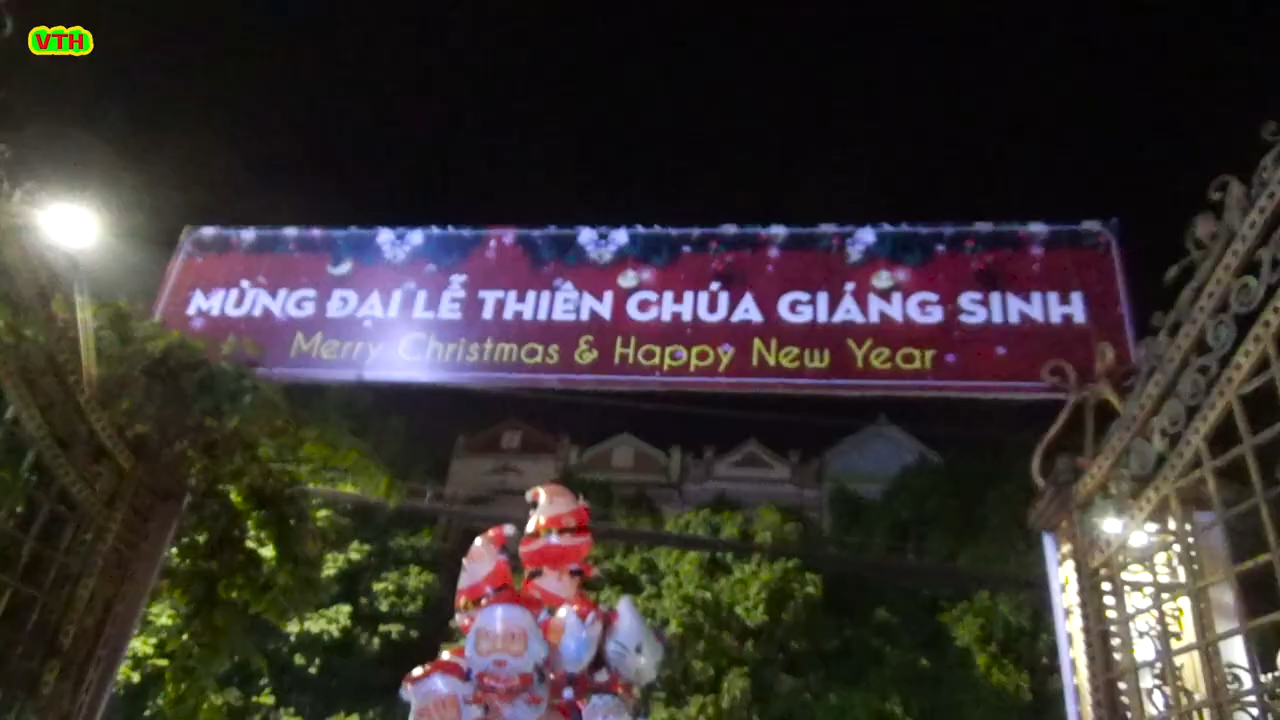 VTH
MỪNG ĐẠI LỄ THIÊN CHÚA GIÁNG SINH
Merry Christmas & Happy New Year